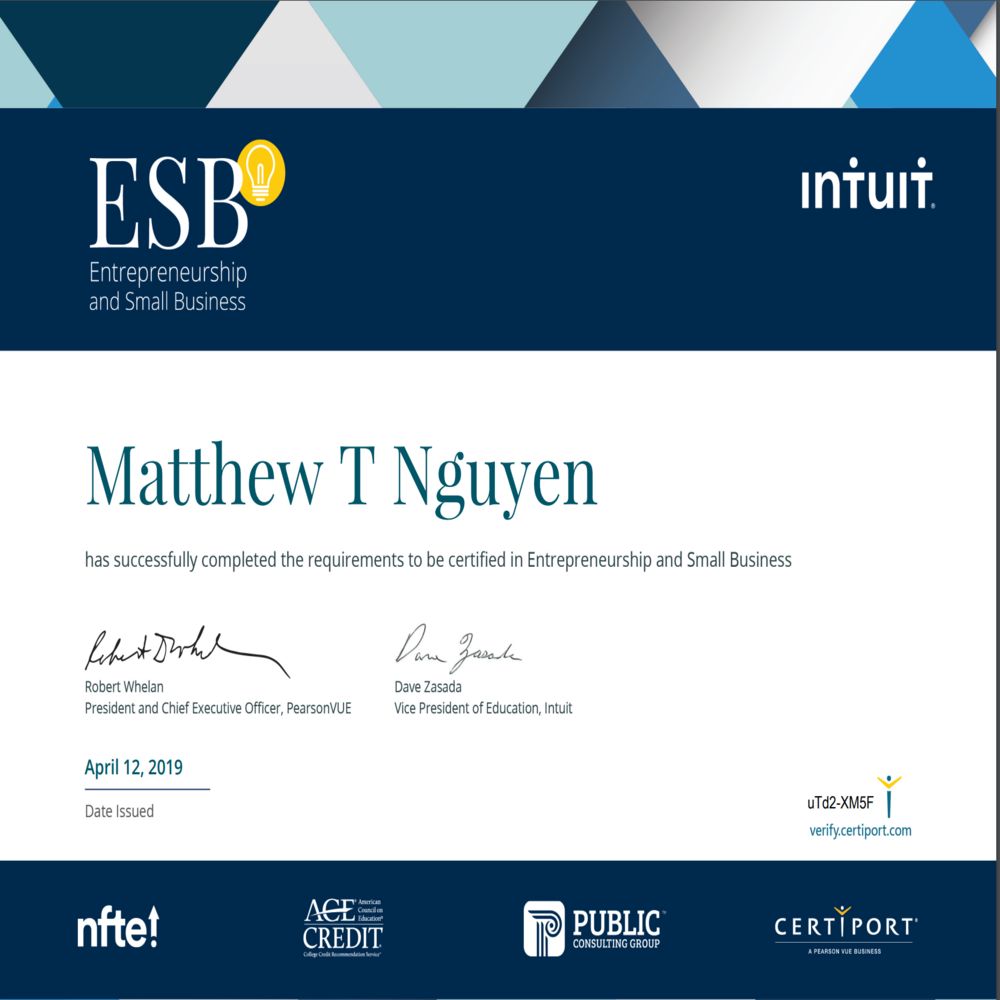 ESB
Entrepreneurship
and Small Business
intuit®
Matthew T Nguyen
has successfully completed the requirements to be certified in Entrepreneurship and Small Business
Robert Whelan
President and Chief Executive Officer, PearsonVUE
Dave Zasada
Dave Zasada
Vice President of Education, Intuit
April 12, 2019
Date Issued
uTd2-XM5F
verify.certiport.com
nfte!
ACE American
Council on
Education®
CREDIT
College Credit Recommendation Service®
PUBLIC™
CONSULTING GROUP
CERTIPORT®
A PEARSON VUE BUSINESS